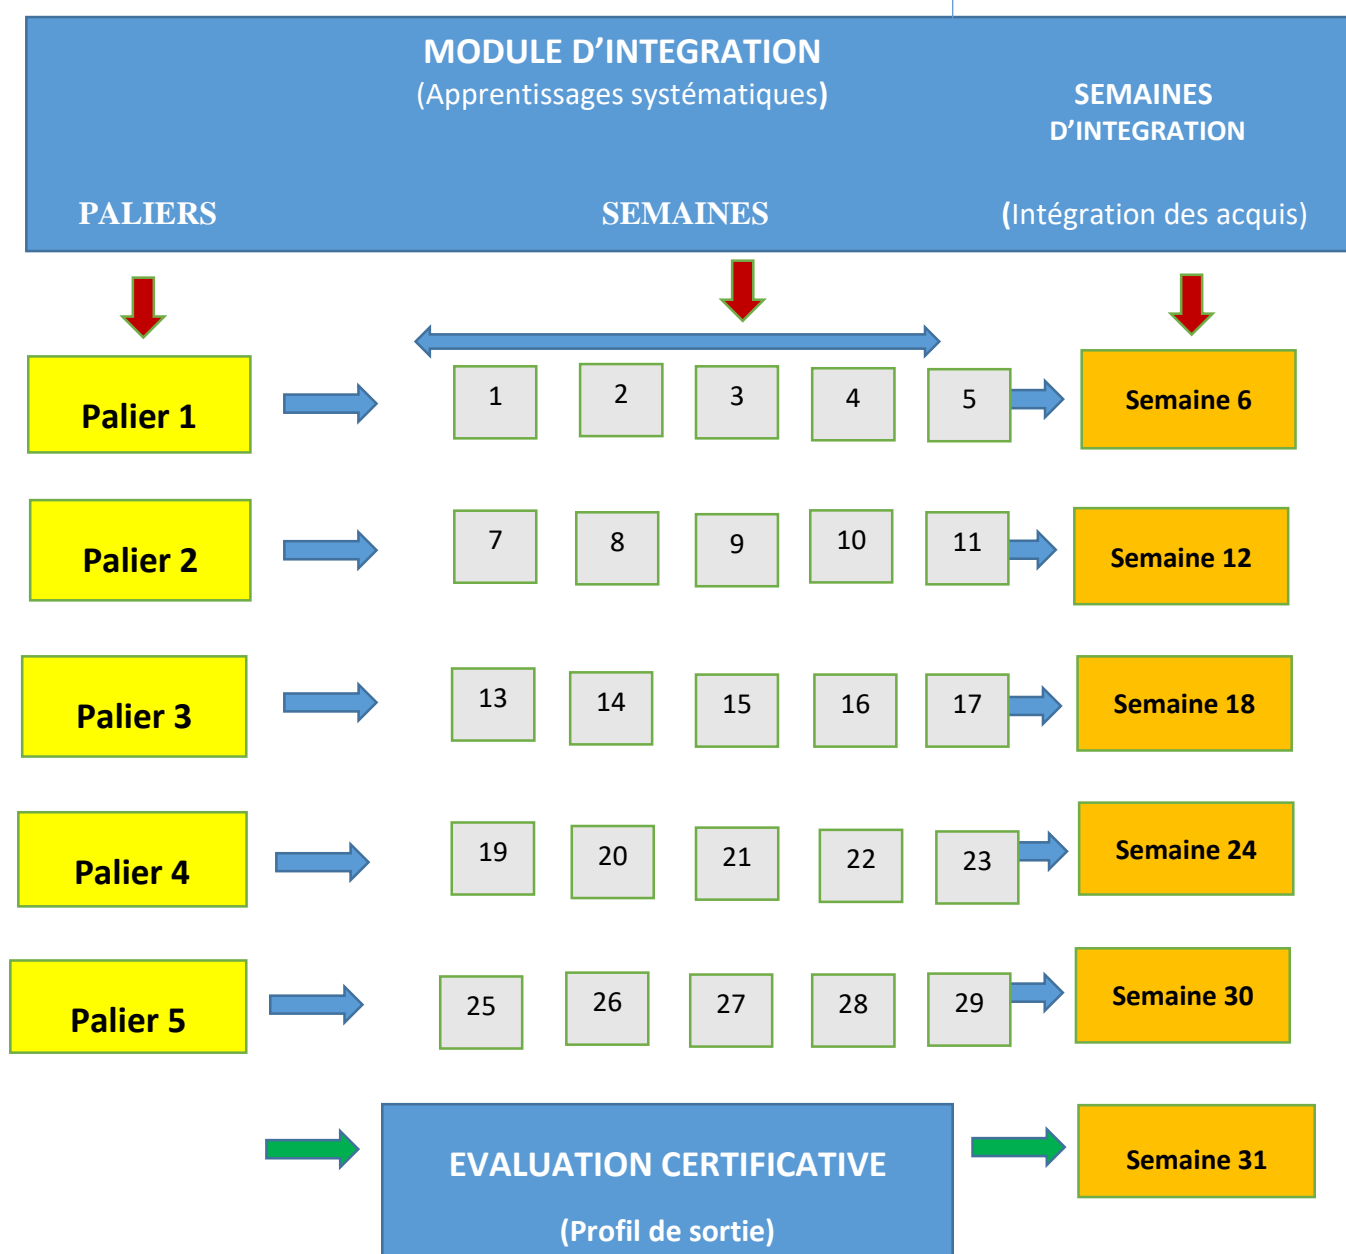 MODULE D’INTEGRATION
(Apprentissages systématiques)
SEMAINES
D’INTEGRATION
PALIERS
SEMAINES
(Intégration des acquis)
Palier 1
1
2
3
4
5
Semaine 6
Palier 2
7
8
9
10
11
Semaine 12
Palier 3
13
14
15
16
17
Semaine 18
Palier 4
19
20
21
22
23
Semaine 24
Palier 5
25
26
27
28
29
Semaine 30
EVALUATION CERTIFICATIVE
(Profil de sortie)
Semaine 31